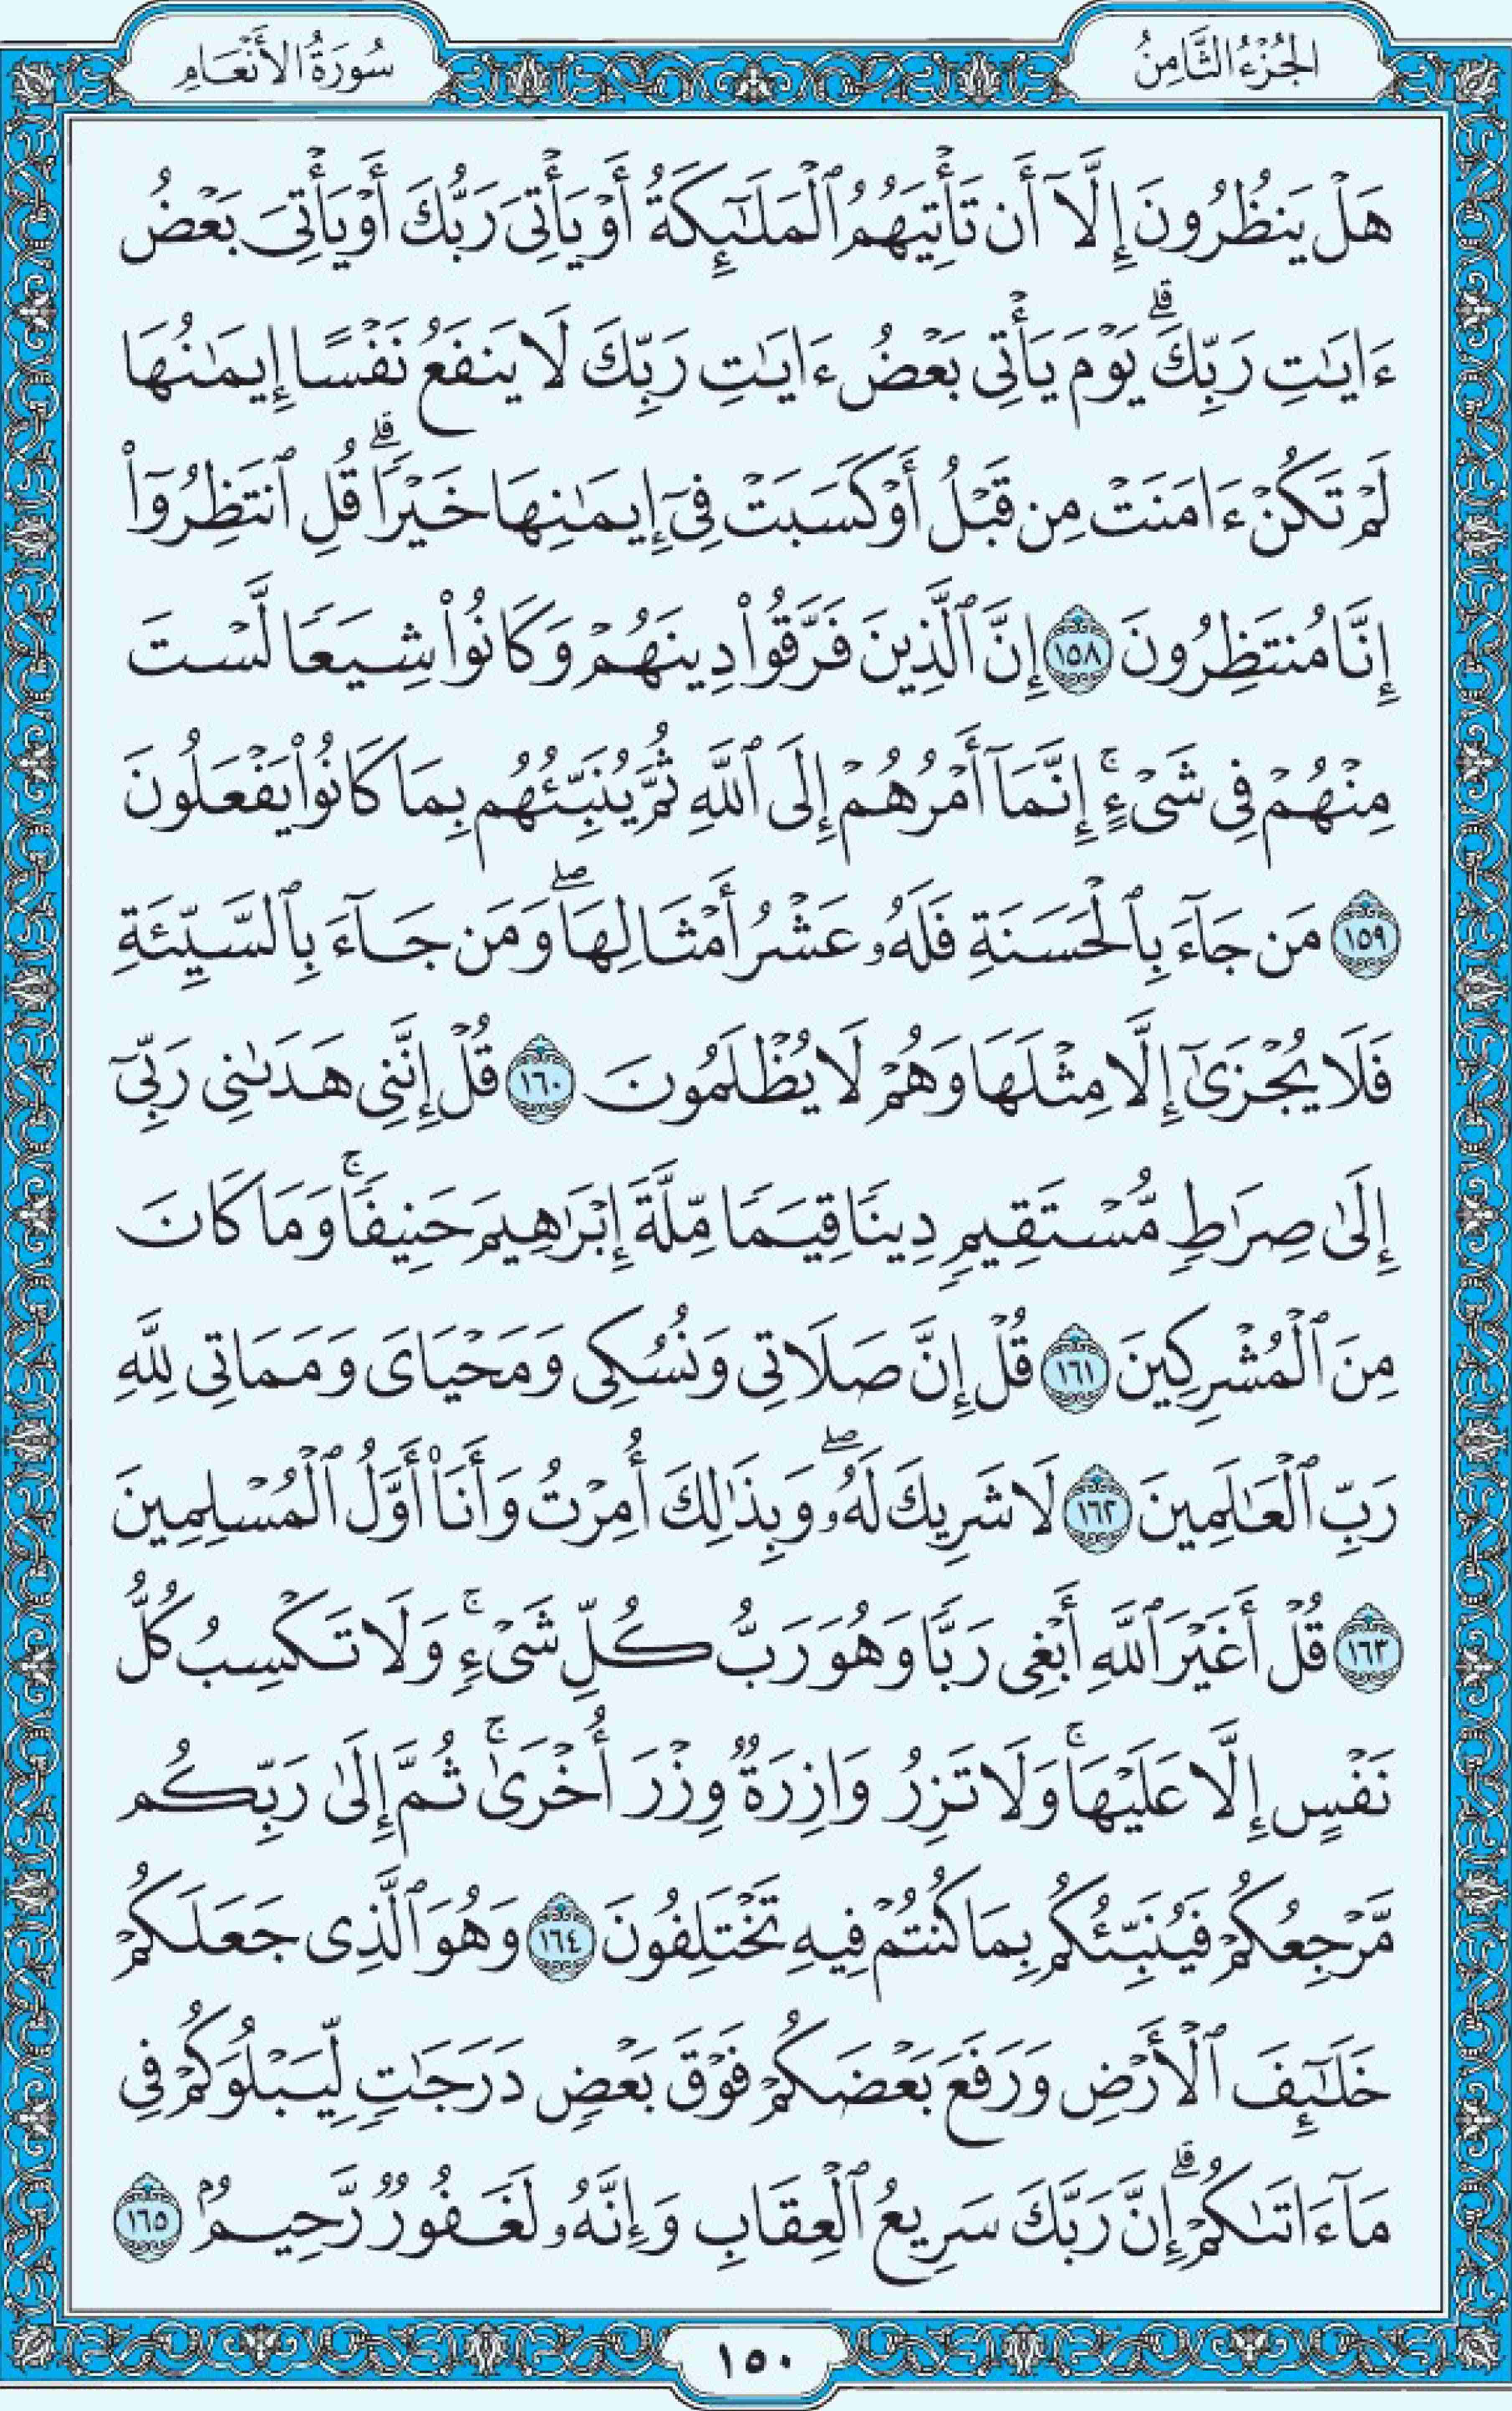 الجُزْءُ الثَّامِنُ
سُورَةُ الأَنْعَامِ
هَلْ يَنظُرُونَ إِلَّآ أَن تَأْتِيَهُمُ ٱلْمَلَٰٓئِكَةُ أَوْ يَأْتِىَ رَبُّكَ أَوْ يَأْتِىَ بَعْضُ
ءَايَٰتِ رَبِّكَ ۗ يَوْمَ يَأْتِى بَعْضُ ءَايَٰتِ رَبِّكَ لَا يَنفَعُ نَفْسًا إِيمَٰنُهَا
لَمْ تَكُنْ ءَامَنَتْ مِن قَبْلُ أَوْ كَسَبَتْ فِىٓ إِيمَٰنِهَا خَيْرًا ۗ قُلِ ٱنتَظِرُوٓا۟
إِنَّا مُنتَظِرُونَ ١٥٨ إِنَّ ٱلَّذِينَ فَرَّقُوا۟ دِينَهُمْ وَكَانُوا۟ شِيَعًا لَّسْتَ
مِنْهُمْ فِى شَىْءٍ ۚ إِنَّمَآ أَمْرُهُمْ إِلَى ٱللَّهِ ثُمَّ يُنَبِّئُهُم بِمَا كَانُوا۟ يَفْعَلُونَ
١٥٩ مَن جَآءَ بِٱلْحَسَنَةِ فَلَهُۥ عَشْرُ أَمْثَالِهَا ۖ وَمَن جَآءَ بِٱلسَّيِّئَةِ
فَلَا يُجْزَىٰٓ إِلَّا مِثْلَهَا وَهُمْ لَا يُظْلَمُونَ ١٦٠ قُلْ إِنَّنِى هَدَىٰنِى رَبِّىٓ
إِلَىٰ صِرَٰطٍ مُّسْتَقِيمٍ دِينًا قِيَمًا مِّلَّةَ إِبْرَٰهِيمَ حَنِيفًا ۚ وَمَا كَانَ
مِنَ ٱلْمُشْرِكِينَ ١٦١ قُلْ إِنَّ صَلَاتِى وَنُسُكِى وَمَحْيَاىَ وَمَمَاتِى لِلَّهِ
رَبِّ ٱلْعَٰلَمِينَ ١٦٢ لَا شَرِيكَ لَهُۥ ۖ وَبِذَٰلِكَ أُمِرْتُ وَأَنَا۠ أَوَّلُ ٱلْمُسْلِمِينَ
١٦٣ قُلْ أَغَيْرَ ٱللَّهِ أَبْغِى رَبًّا وَهُوَ رَبُّ كُلِّ شَىْءٍ ۚ وَلَا تَكْسِبُ كُلُّ
نَفْسٍ إِلَّا عَلَيْهَا ۚ وَلَا تَزِرُ وَازِرَةٌ وِزْرَ أُخْرَىٰ ۚ ثُمَّ إِلَىٰ رَبِّكُم
مَّرْجِعُكُمْ فَيُنَبِّئُكُم بِمَا كُنتُمْ فِيهِ تَخْتَلِفُونَ ١٦٤ وَهُوَ ٱلَّذِى جَعَلَكُمْ
خَلَٰٓئِفَ ٱلْأَرْضِ وَرَفَعَ بَعْضَكُمْ فَوْقَ بَعْضٍ دَرَجَٰتٍ لِّيَبْلُوَكُمْ فِى
مَآ ءَاتَىٰكُمْ ۗ إِنَّ رَبَّكَ سَرِيعُ ٱلْعِقَابِ وَإِنَّهُۥ لَغَفُورٌ رَّحِيمٌۢ ١٦٥
١٥٠